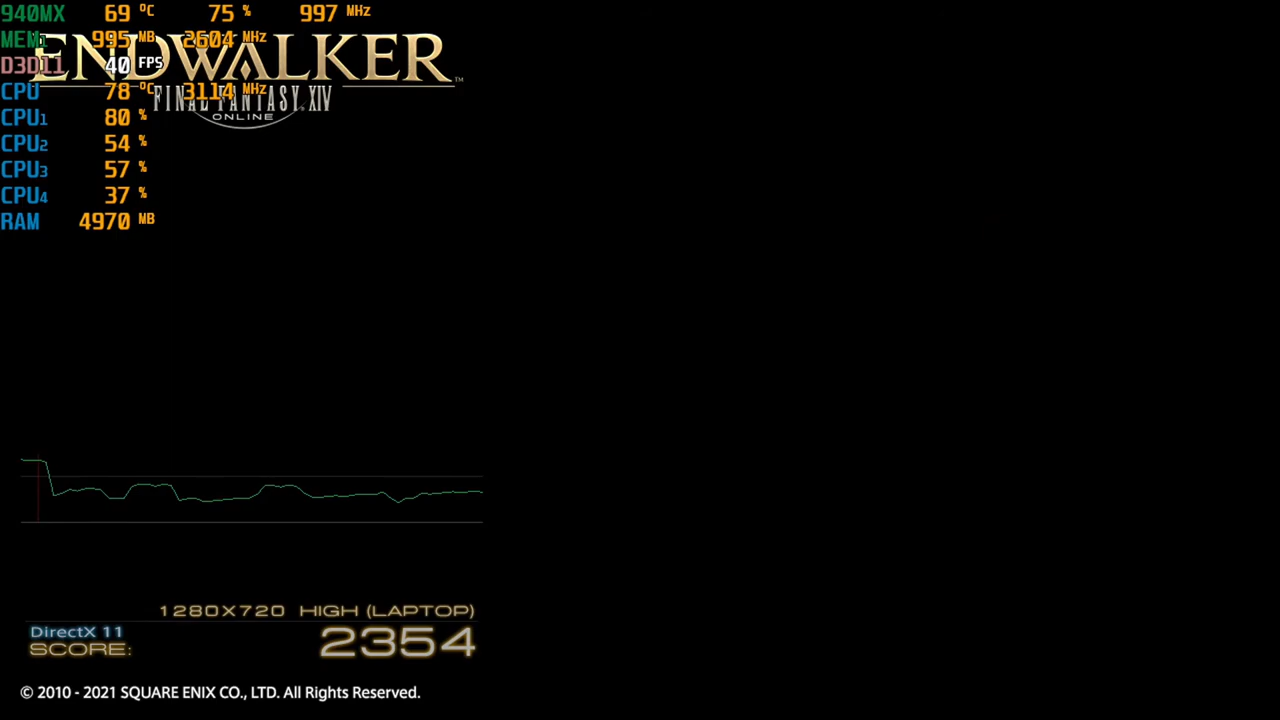 940MX 69 °C 75 % 997 MHz
MEM1 995 MB 2604 MHz
ENDWALKER™
D3D11 40 FPS
CPU 78 °C 3114 MHz
FINAL FANTASY XIV
ONLINE
CPU1 80 %
CPU2 54 %
CPU3 57 %
CPU4 37 %
RAM 4970 MB
1280X720 HIGH (LAPTOP)
DirectX 11
SCORE: 2354
© 2010 - 2021 SQUARE ENIX CO., LTD. All Rights Reserved.